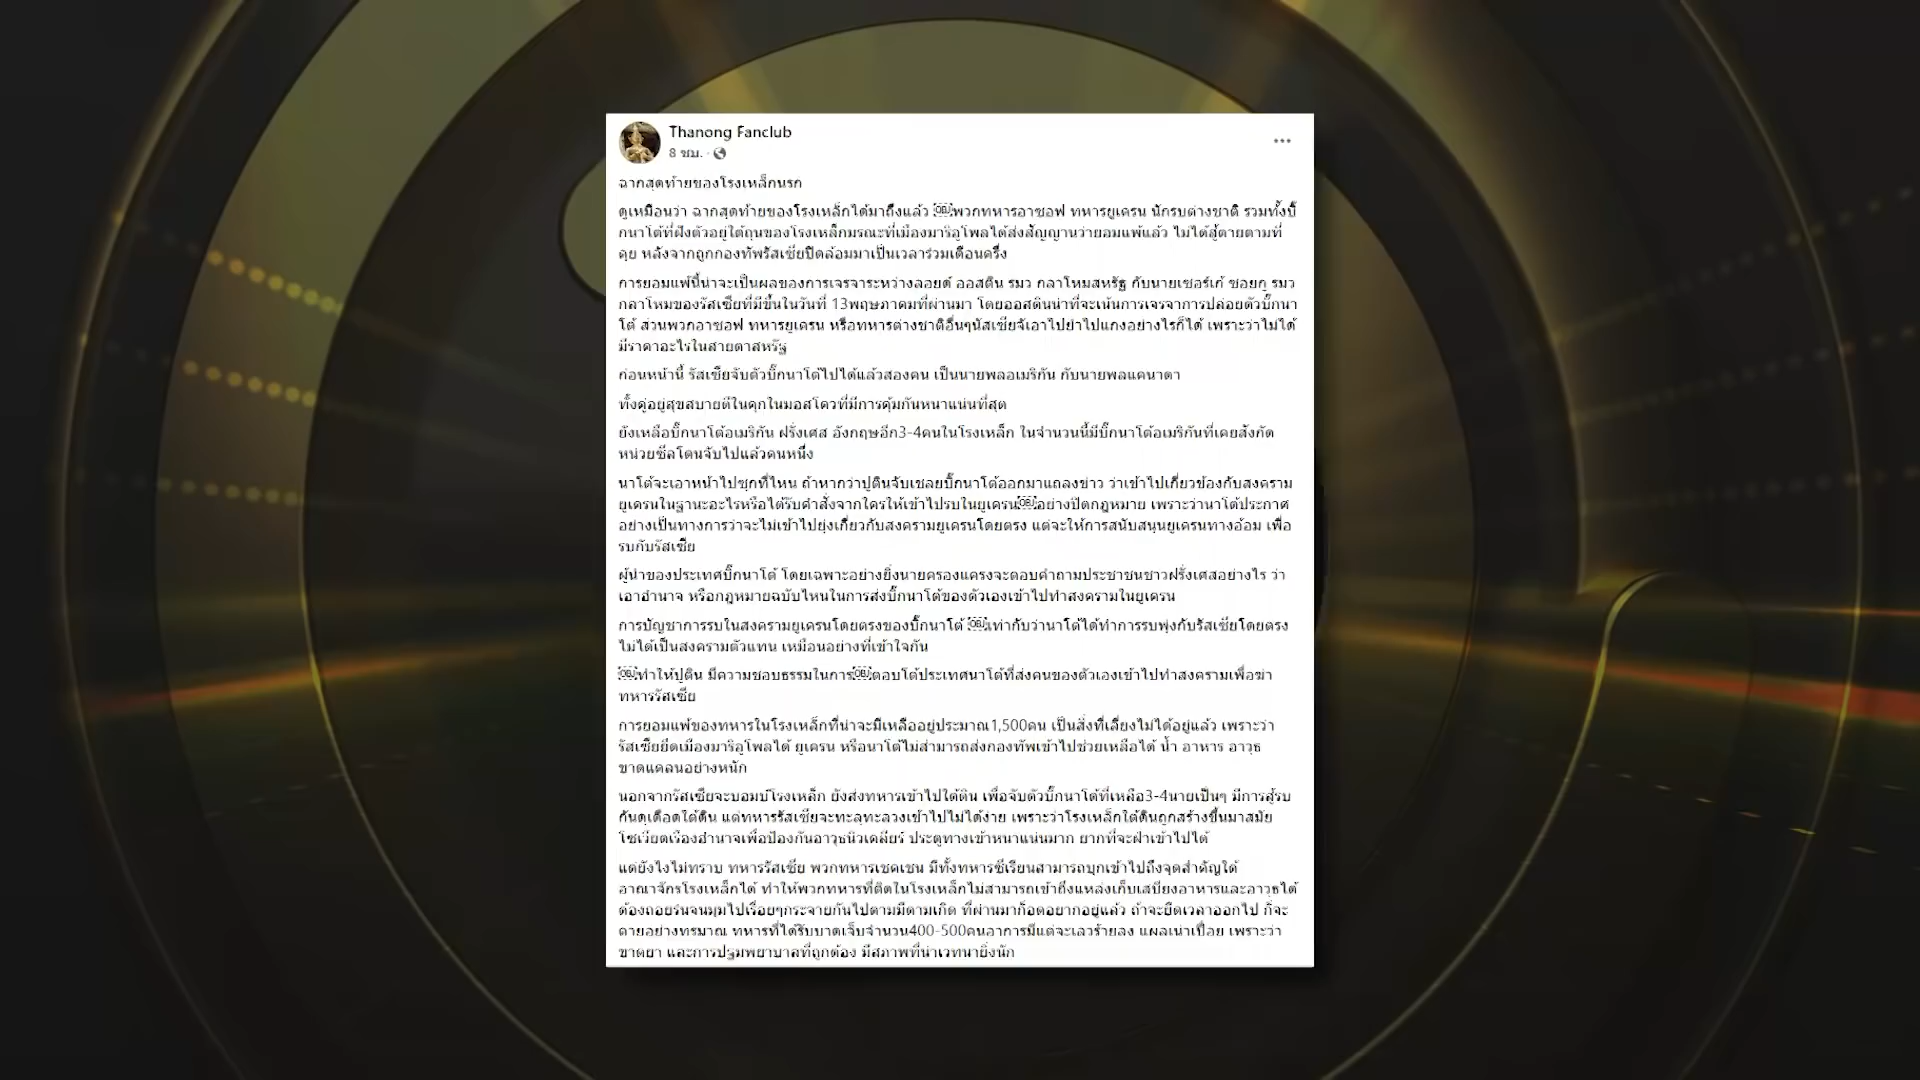 Thanong Fanclub
8 ชม. ·
ฉากสุดท้ายของโรงเหล็กนรก
ดูเหมือนว่า ฉากสุดท้ายของโรงเหล็กได้มาถึงแล้ว OBJพวกทหารอาซอฟ ทหารยูเครน นักรบต่างชาติ รวมทั้งบิ๊
กนาโต้ที่ฝังตัวอยู่ใต้ถุนของโรงเหล็กมรณะที่เมืองมาริอูโพลได้ส่งสัญญานว่ายอมแพ้แล้ว ไม่ได้สู้ตายตามที่
คุย หลังจากถูกกองทัพรัสเซียปิดล้อมมาเป็นเวลาร่วมเดือนครึ่ง
การยอมแพ้นี้น่าจะเป็นผลของการเจรจาระหว่างลอยด์ ออสติน รมว กลาโหมสหรัฐ กับนายเซอร์เก้ ชอยกู รมว
กลาโหมของรัสเซียที่มีขึ้นในวันที่ 13พฤษภาคมที่ผ่านมา โดยออสตินน่าที่จะเน้นการเจรจาการปล่อยตัวบิ๊กนา
โต้ ส่วนพวกอาซอฟ ทหารยูเครน หรือทหารต่างชาติอื่นๆนัสเซียจัเอาไปยำไปแกงอย่างไรก็ได้ เพราะว่าไม่ได้
มีราคาอะไรในสายตาสหรัฐ
ก่อนหน้านี้ รัสเซียจับตัวบิ๊กนาโต้ไปได้แล้วสองคน เป็นนายพลอเมริกัน กับนายพลแคนาดา
ทั้งคู่อยู่สุขสบายดีในคุกในมอสโควที่มีการคุ้มกันหนาแน่นที่สุด
ยังเหลือบิ๊กนาโต้อเมริกัน ฝรั่งเศส อังกฤษอีก3-4คนในโรงเหล็ก ในจำนวนนี้มีบิ๊กนาโต้อเมริกันที่เคยสังกัด
หน่วยซีลโดนจับไปแล้วคนหนึ่ง
นาโต้จะเอาหน้าไปซุกที่ไหน ถ้าหากว่าปูตินจับเชลยบิ๊กนาโต้ออกมาแถลงข่าว ว่าเข้าไปเกี่ยวข้องกับสงคราม
ยูเครนในฐานะอะไรหรือได้รับคำสั่งจากใครให้เข้าไปรบในยูเครนOBJอย่างปิดกฎหมาย เพราะว่านาโต้ประกาศ
อย่างเป็นทางการว่าจะไม่เข้าไปยุ่งเกี่ยวกับสงครามยูเครนโดยตรง แต่จะให้การสนับสนุนยูเครนทางอ้อม เพื่อ
รบกับรัสเซีย
ผู้นำของประเทศบิ๊กนาโต้ โดยเฉพาะอย่างยิ่งนายครองแครงจะตอบคำถามประชาชนชาวฝรั่งเศสอย่างไร ว่า
เอาอำนาจ หรือกฎหมายฉบับไหนในการส่งบิ๊กนาโต้ของตัวเองเข้าไปทำสงครามในยูเครน
การบัญชาการรบในสงครามยูเครนโดยตรงของบิ๊กนาโต้ OBJเท่ากับว่านาโต้ได้ทำการรบพุ่งกับรัสเซียโดยตรง
ไม่ได้เป็นสงครามตัวแทน เหมือนอย่างที่เข้าใจกัน
OBJทำให้ปูติน มีความชอบธรรมในการOBJตอบโต้ประเทศนาโต้ที่ส่งคนของตัวเองเข้าไปทำสงครามเพื่อฆ่า
ทหารรัสเซีย
การยอมแพ้ของทหารในโรงเหล็กที่น่าจะมีเหลืออยู่ประมาณ1,500คน เป็นสิ่งที่เลี่ยงไม่ได้อยู่แล้ว เพราะว่า
รัสเซียยึดเมืองมาริอูโพลได้ ยูเครน หรือนาโต้ไม่สามารถส่งกองทัพเข้าไปช่วยเหลือได้ น้ำ อาหาร อาวุธ
ขาดแคลนอย่างหนัก
นอกจากรัสเซียจะบอมบ์โรงเหล็ก ยังส่งทหารเข้าไปใต้ดิน เพื่อจับตัวบิ๊กนาโต้ที่เหลือ3-4นายเป็นๆ มีการสู้รบ
กันดุเดือดใต้ดิน แต่ทหารรัสเซียจะทะลุทะลวงเข้าไปไม่ได้ง่าย เพราะว่าโรงเหล็กใต้ดินถูกสร้างขึ้นมาสมัย
โซเวียตเรืองอำนาจเพื่อป้องกันอาวุธนิวเคลียร์ ประตูทางเข้าหนาแน่นมาก ยากที่จะฝ่าเข้าไปได้
แต่ยังไงไม่ทราบ ทหารรัสเซีย พวกทหารเชคเชน มีทั้งทหารซีเรียนสามารถบุกเข้าไปถึงจุดสำคัญใต้
อาณาจักรโรงเหล็กได้ ทำให้พวกทหารที่ติดในโรงเหล็กไม่สามารถเข้าถึงแหล่งเก็บเสบียงอาหารและอาวุธได้
ต้องถอยร่นจนมุมไปเรื่อยๆกระจายกันไปตามมีตามเกิด ที่ผ่านมาก็อดอยากอยู่แล้ว ถ้าจะยืดเวลาออกไป ก็จะ
ตายอย่างทรมาณ ทหารที่ได้รับบาดเจ็บจำนวน400-500คนอาการมีแต่จะเลวร้ายลง แผลเน่าเปื่อย เพราะว่า
ขาดยา และการปฐมพยาบาลที่ถูกต้อง มีสภาพที่น่าเวทนายิ่งนัก